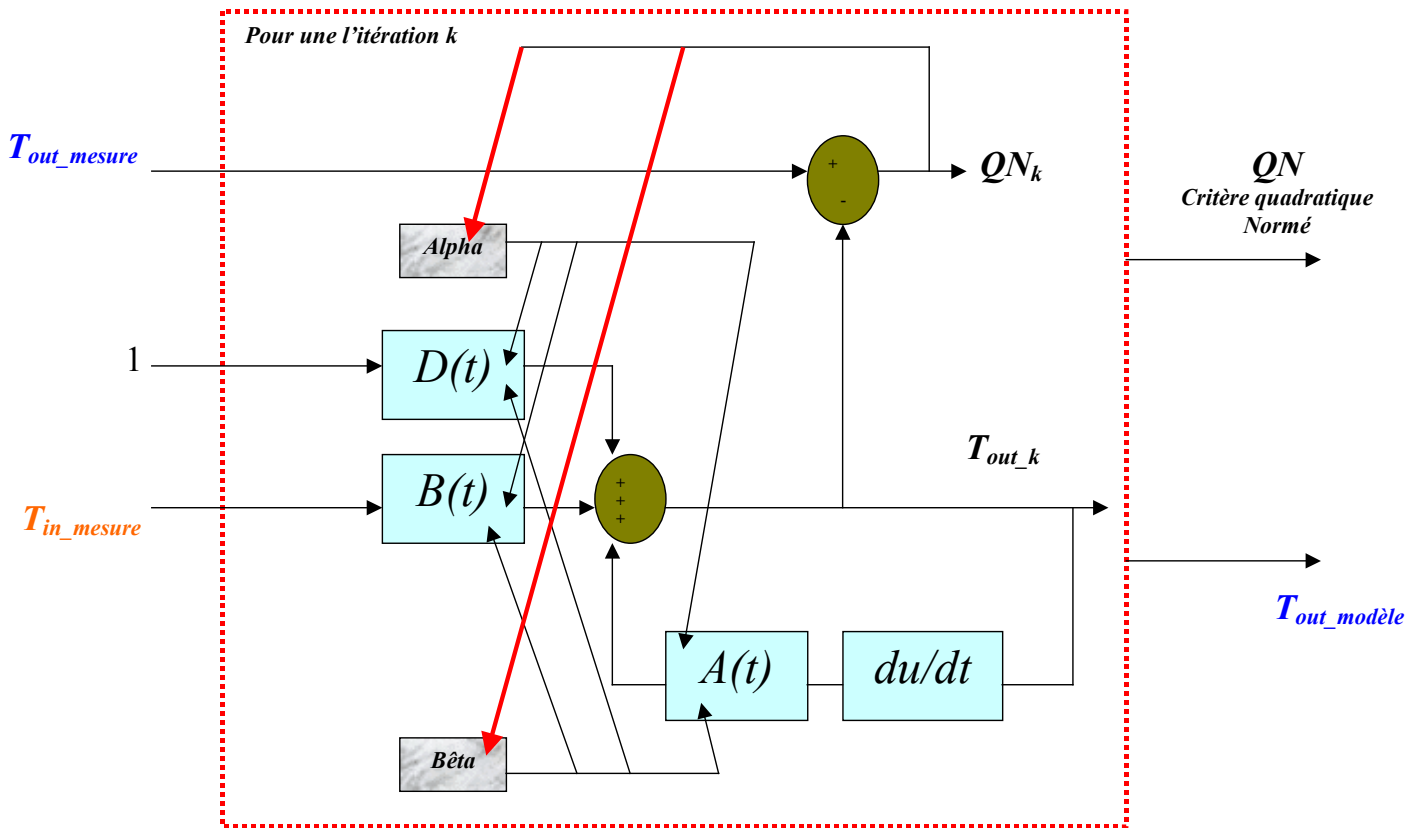 Pour une l'itération k
T_out_mesure
+
-
QN_k
QN
Critère quadratique
Normé
Alpha
1
D(t)
T_out_k
B(t)
+
+
+
T_in_mesure
T_out_modèle
A(t)
du/dt
Bêta